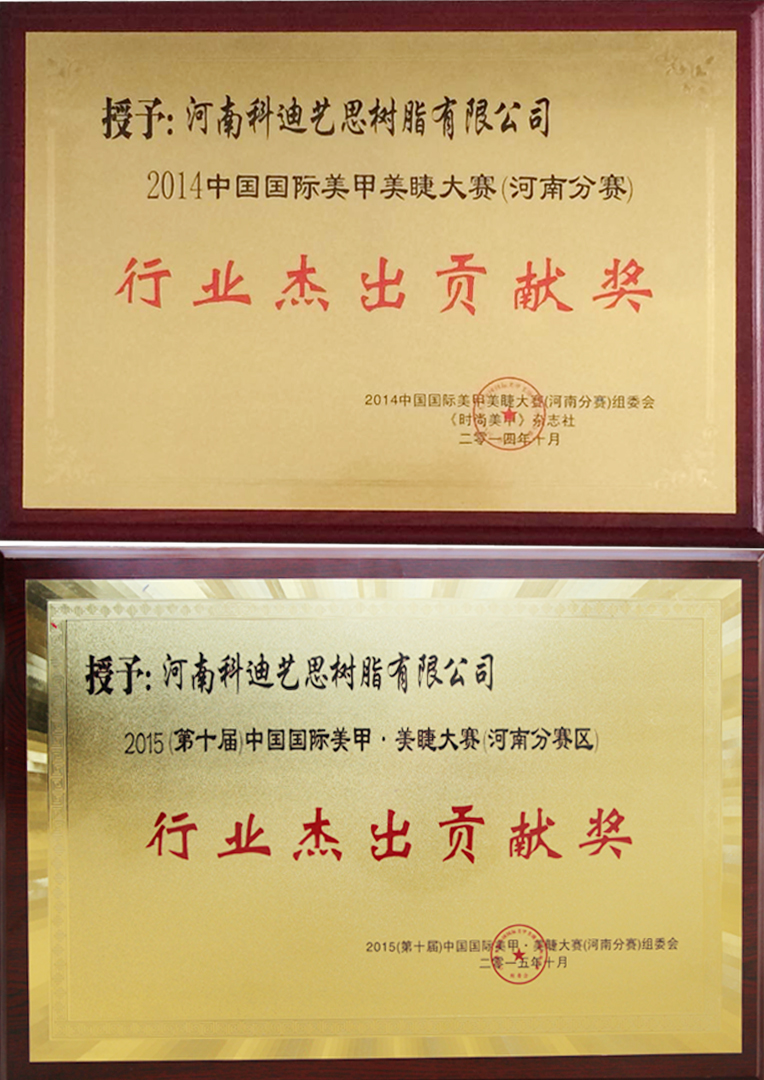 授予：河南科迪艺思树脂有限公司
2014中国国际美甲美睫大赛(河南分赛)
行业杰出贡献奖
2014中国国际美甲美睫大赛(河南分赛)组委会
《时尚美甲》杂志社
二零一四年十月
授予：河南科迪艺思树脂有限公司
2015(第十届)中国国际美甲·美睫大赛(河南分赛区)
行业杰出贡献奖
2015(第十届)中国国际美甲·美睫大赛(河南分赛)组委会
二零一五年十月